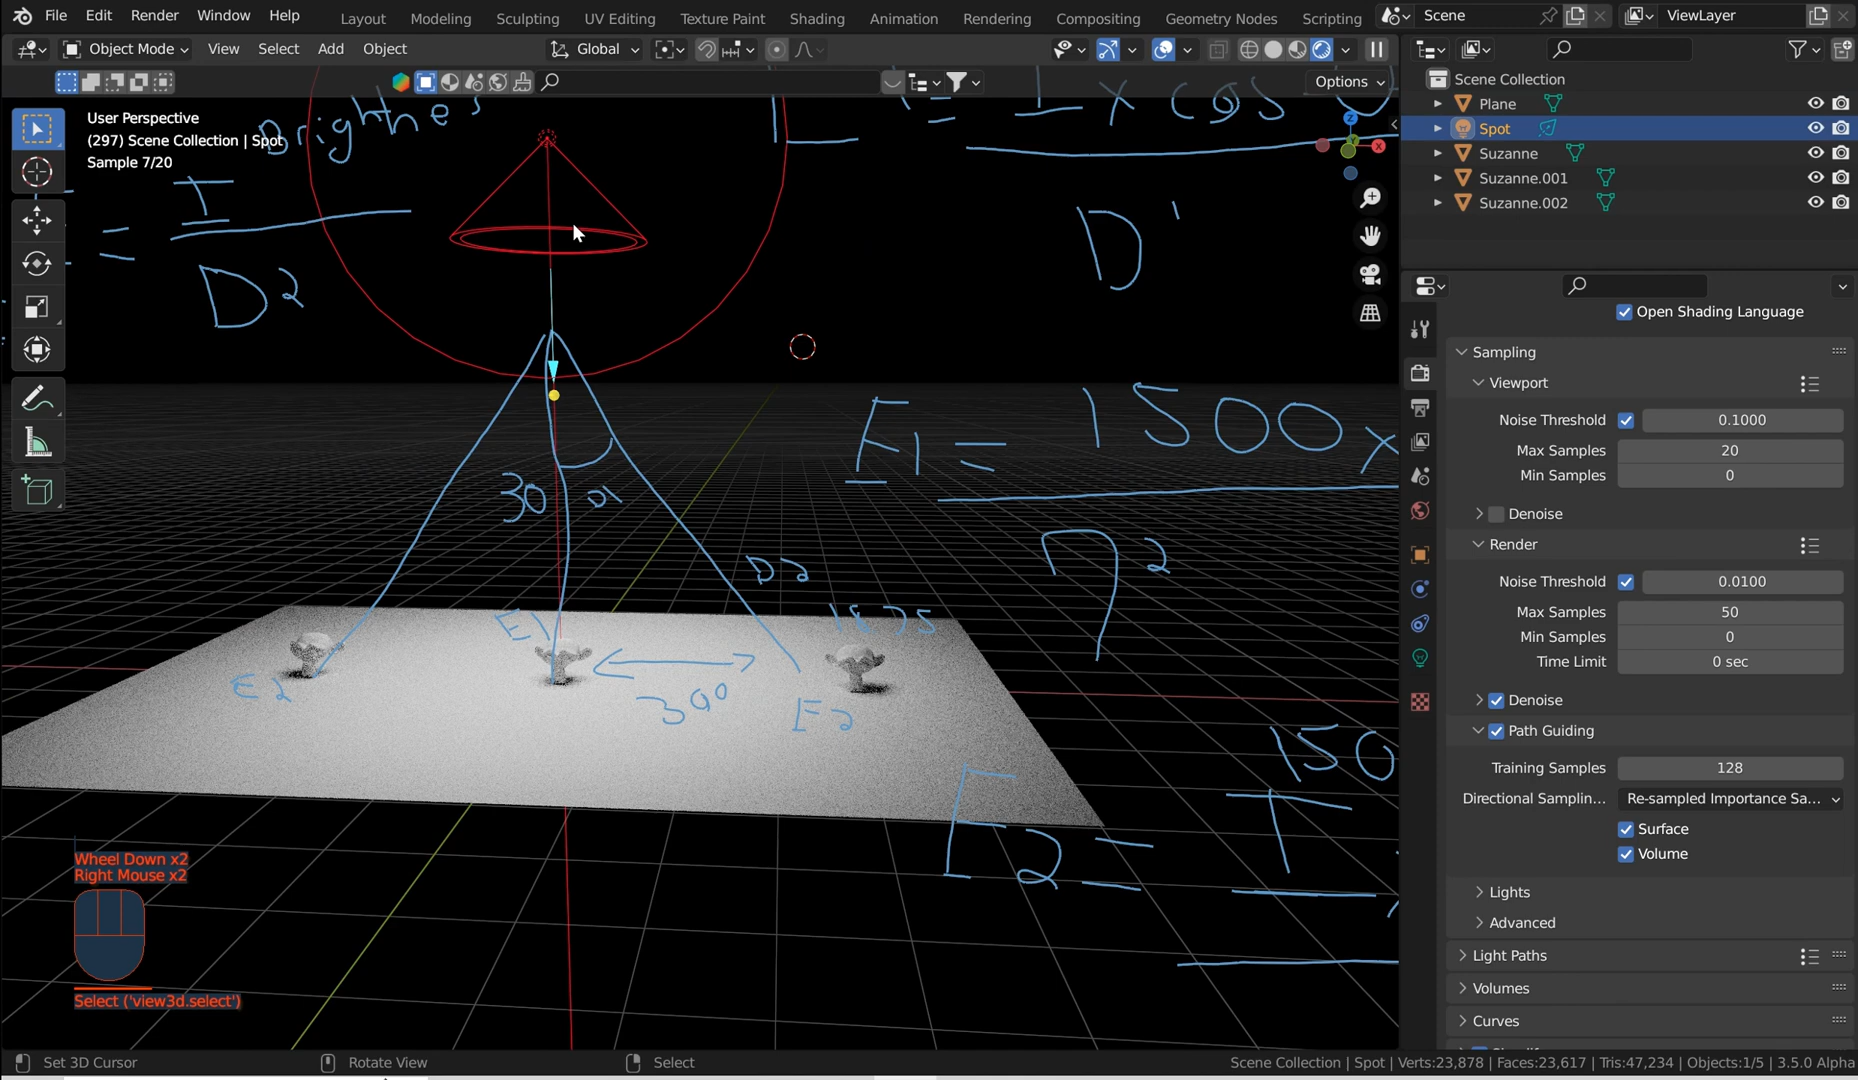 File Edit Render Window Help Layout Modeling Sculpting UV Editing Texture Paint Shading Animation Rendering Compositing Geometry Nodes Scripting Scene ViewLayer
Object Mode View Select Add Object Global
Options
User Perspective
(297) Scene Collection | Spot
Sample 7/20
Brightnes
I
=
D2
= I x cos
D'
E1 = 1500 x
7 2
30
D1
D2
E1
E2
30°
E2
1875
E2 =
150
Scene Collection
Plane
Spot
Suzanne
Suzanne.001
Suzanne.002
Open Shading Language
Sampling
Viewport
Noise Threshold 0.1000
Max Samples 20
Min Samples 0
Denoise
Render
Noise Threshold 0.0100
Max Samples 50
Min Samples 0
Time Limit 0 sec
Denoise
Path Guiding
Training Samples 128
Directional Samplin... Re-sampled Importance Sa...
Surface
Volume
Lights
Advanced
Light Paths
Volumes
Curves
Wheel Down x2
Right Mouse x2
Select ('view3d.select')
Set 3D Cursor Rotate View Select Scene Collection | Spot | Verts:23,878 | Faces:23,617 | Tris:47,234 | Objects:1/5 | 3.5.0 Alpha